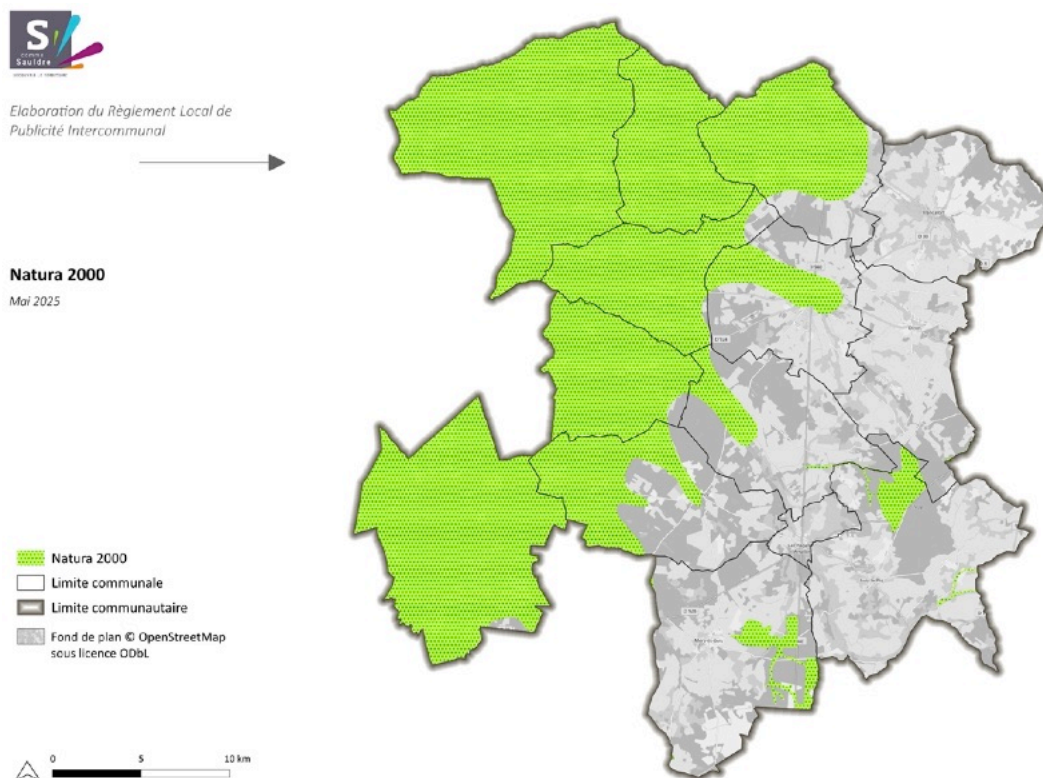 S
Sauldre
Elaboration du Règlement Local de
Publicité Intercommunal
Natura 2000
Mai 2025
Natura 2000
Limite communale
Limite communautaire
Fond de plan © OpenStreetMap
sous licence ODbL
0 5 10 km